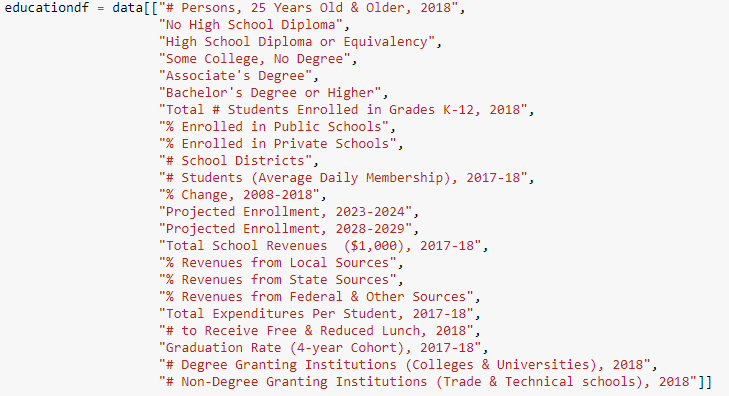 educationdf = data[["# Persons, 25 Years Old & Older, 2018",
"No High School Diploma",
"High School Diploma or Equivalency",
"Some College, No Degree",
"Associate's Degree",
"Bachelor's Degree or Higher",
"Total # Students Enrolled in Grades K-12, 2018",
"% Enrolled in Public Schools",
"% Enrolled in Private Schools",
"# School Districts",
"# Students (Average Daily Membership), 2017-18",
"% Change, 2008-2018",
"Projected Enrollment, 2023-2024",
"Projected Enrollment, 2028-2029",
"Total School Revenues  ($1,000), 2017-18",
"% Revenues from Local Sources",
"% Revenues from State Sources",
"% Revenues from Federal & Other Sources",
"Total Expenditures Per Student, 2017-18",
"# to Receive Free & Reduced Lunch, 2018",
"Graduation Rate (4-year Cohort), 2017-18",
"# Degree Granting Institutions (Colleges & Universities), 2018",
"# Non-Degree Granting Institutions (Trade & Technical schools), 2018"]]